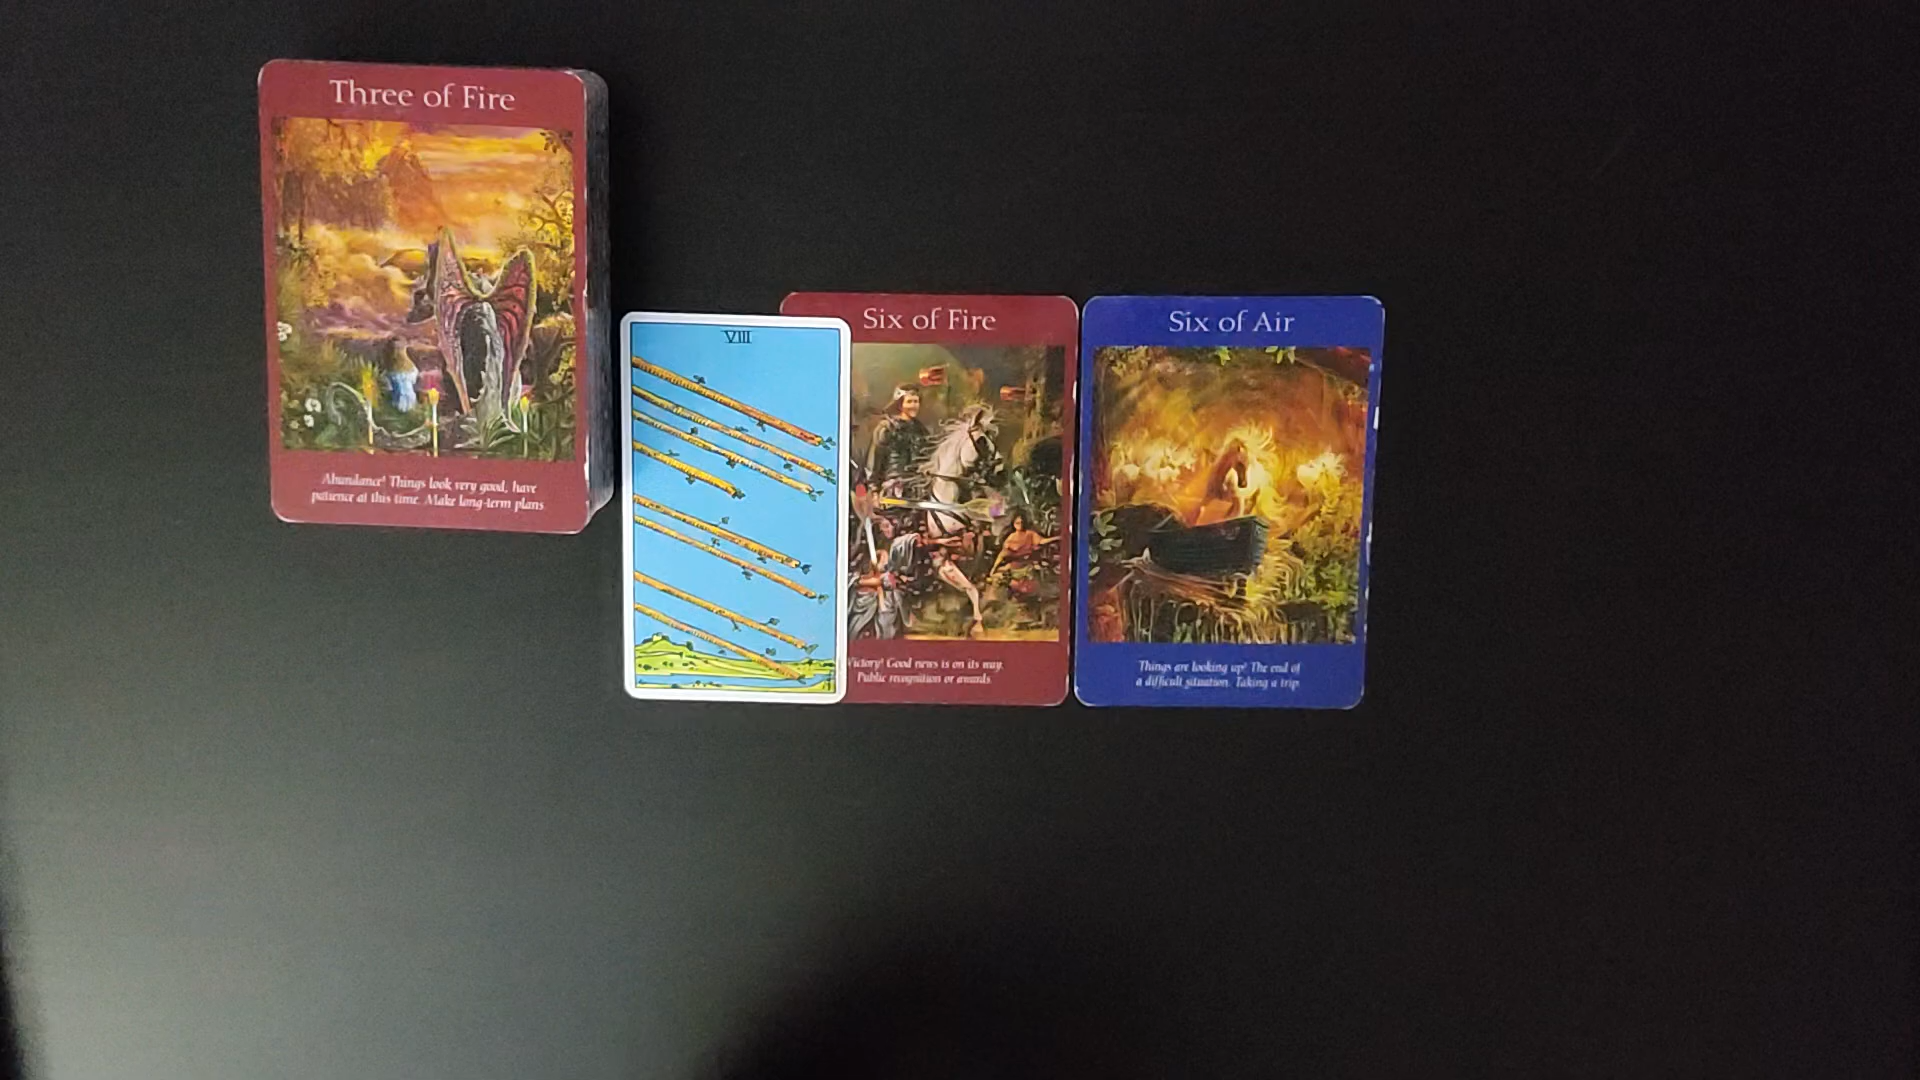 Three of Fire
Abundance! Things look very good, have
patience at this time. Make long-term plans
VIII
Six of Fire
Victory! Good news is on its way.
Public recognition or awards
Six of Air
Things are looking up! The end of
a difficult situation. Taking a trip